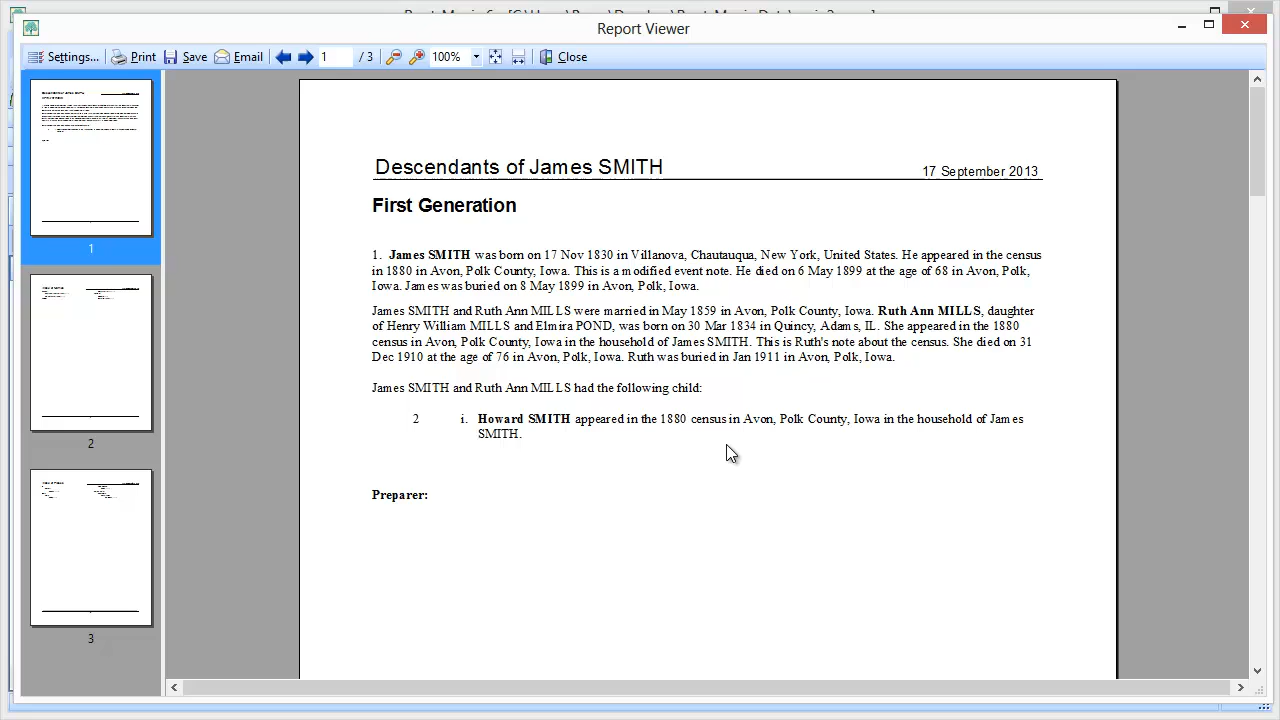 Report Viewer
Settings... Print Save Email 1 / 3 100% Close
Descendants of James SMITH
17 September 2013
First Generation
1. James SMITH was born on 17 Nov 1830 in Villanova, Chautauqua, New York, United States. He appeared in the census
in 1880 in Avon, Polk County, Iowa. This is a modified event note. He died on 6 May 1899 at the age of 68 in Avon, Polk,
Iowa. James was buried on 8 May 1899 in Avon, Polk, Iowa.
James SMITH and Ruth Ann MILLS were married in May 1859 in Avon, Polk County, Iowa. Ruth Ann MILLS, daughter
of Henry William MILLS and Elmira POND, was born on 30 Mar 1834 in Quincy, Adams, IL. She appeared in the 1880
census in Avon, Polk County, Iowa in the household of James SMITH. This is Ruth's note about the census. She died on 31
Dec 1910 at the age of 76 in Avon, Polk, Iowa. Ruth was buried in Jan 1911 in Avon, Polk, Iowa.
James SMITH and Ruth Ann MILLS had the following child:
2 i. Howard SMITH appeared in the 1880 census in Avon, Polk County, Iowa in the household of James
SMITH.
Preparer:
1
2
3